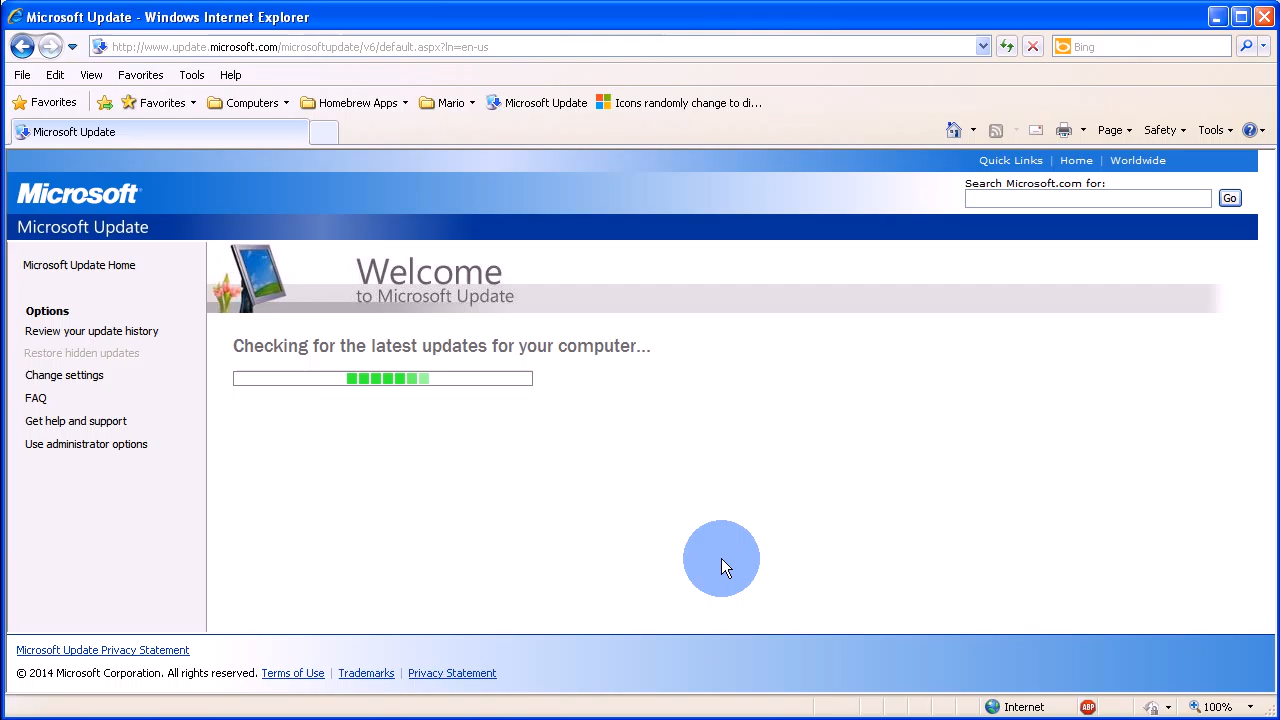 Microsoft Update - Windows Internet Explorer
http://www.update.microsoft.com/microsoftupdate/v6/default.aspx?ln=en-us
Bing
File Edit View Favorites Tools Help
Favorites Favorites Computers Homebrew Apps Mario Microsoft Update Icons randomly change to di...
Microsoft Update
Page Safety Tools
Quick Links | Home | Worldwide
Microsoft
Search Microsoft.com for:
Go
Microsoft Update
Microsoft Update Home
Welcome
to Microsoft Update
Options
Review your update history
Restore hidden updates
Change settings
FAQ
Get help and support
Use administrator options
Checking for the latest updates for your computer...
Microsoft Update Privacy Statement
© 2014 Microsoft Corporation. All rights reserved. Terms of Use | Trademarks | Privacy Statement
Internet ABP 100%